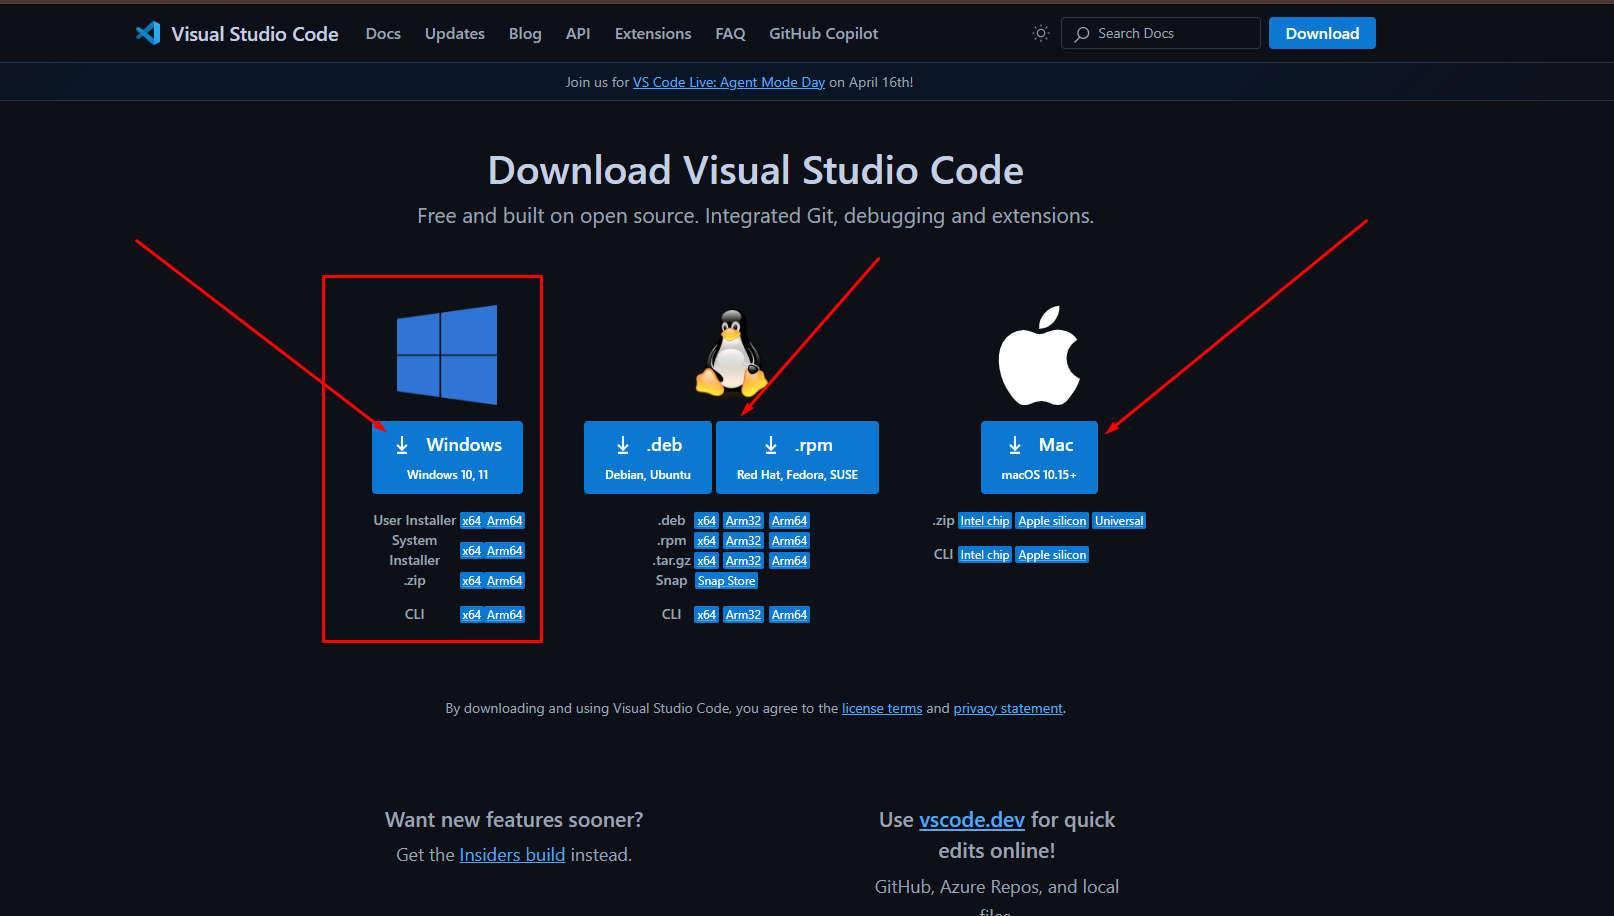 Visual Studio Code Docs Updates Blog API Extensions FAQ GitHub Copilot Search Docs Download
Join us for VS Code Live: Agent Mode Day on April 16th!
Download Visual Studio Code
Free and built on open source. Integrated Git, debugging and extensions.
Windows
Windows 10, 11
User Installer x64 Arm64
System
Installer x64 Arm64
.zip x64 Arm64
CLI x64 Arm64
.deb
Debian, Ubuntu
.rpm
Red Hat, Fedora, SUSE
.deb x64 Arm32 Arm64
.rpm x64 Arm32 Arm64
.tar.gz x64 Arm32 Arm64
Snap Snap Store
CLI x64 Arm32 Arm64
Mac
macOS 10.15+
.zip Intel chip Apple silicon Universal
CLI Intel chip Apple silicon
By downloading and using Visual Studio Code, you agree to the license terms and privacy statement.
Want new features sooner?
Get the Insiders build instead.
Use vscode.dev for quick
edits online!
GitHub, Azure Repos, and local
files.